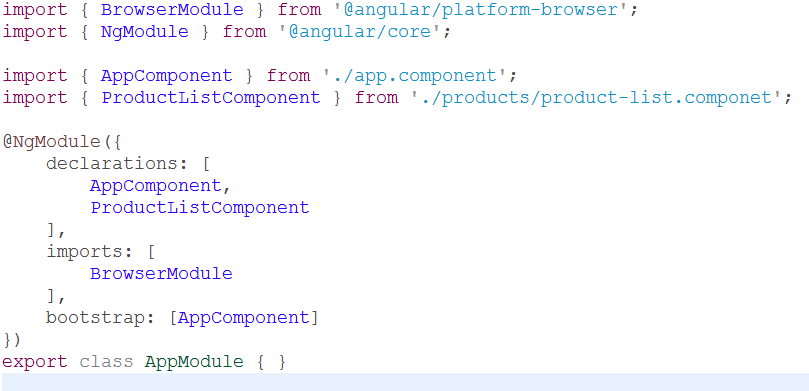 import { BrowserModule } from '@angular/platform-browser';
import { NgModule } from '@angular/core';
import { AppComponent } from './app.component';
import { ProductListComponent } from './products/product-list.componet';
@NgModule({
declarations: [
AppComponent,
ProductListComponent
],
imports: [
BrowserModule
],
bootstrap: [AppComponent]
})
export class AppModule { }